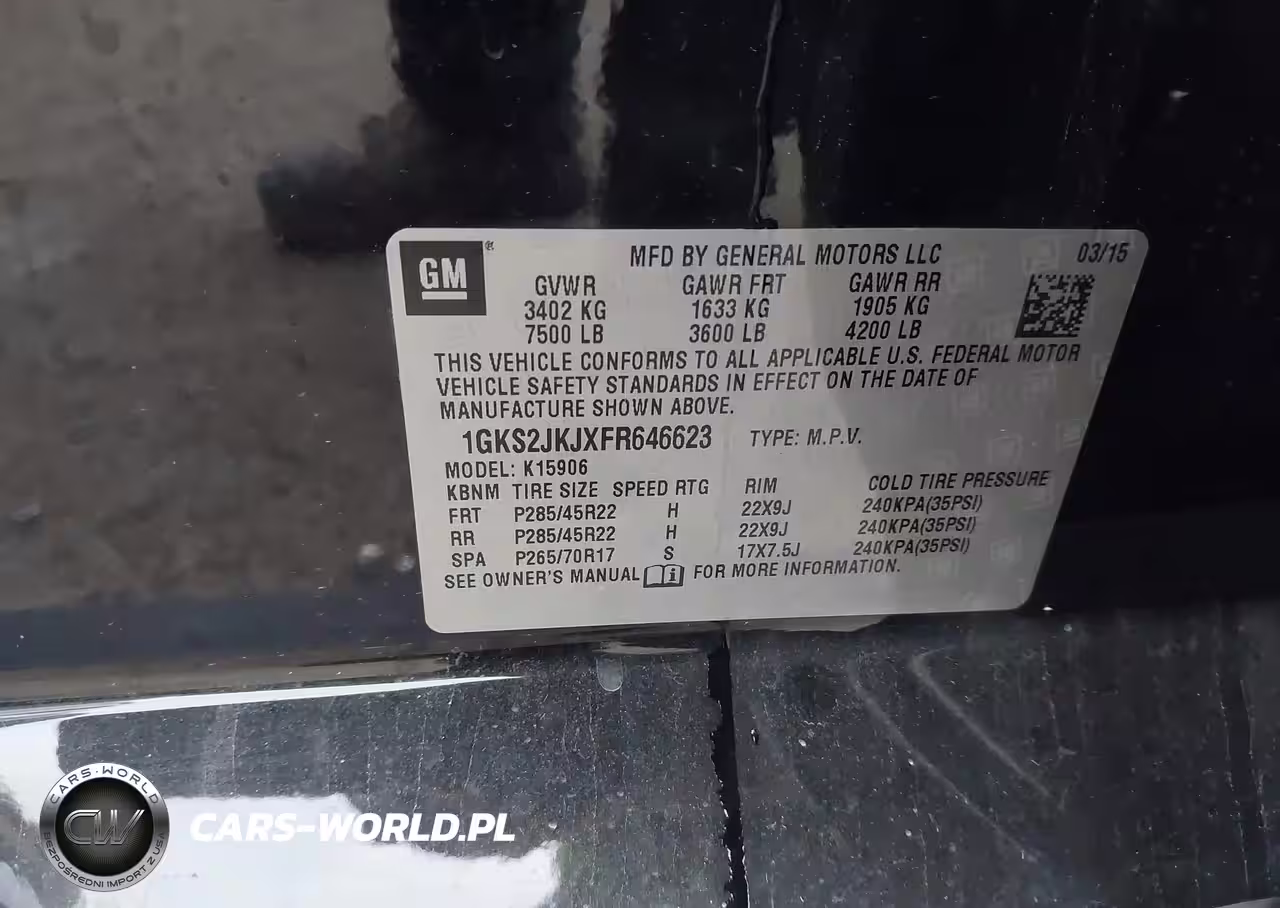 GM®
MFD BY GENERAL MOTORS LLC 03/15
GVWR GAWR FRT GAWR RR
3402 KG 1633 KG 1905 KG
7500 LB 3600 LB 4200 LB
THIS VEHICLE CONFORMS TO ALL APPLICABLE U.S. FEDERAL MOTOR
VEHICLE SAFETY STANDARDS IN EFFECT ON THE DATE OF
MANUFACTURE SHOWN ABOVE.
1GKS2JKJXFR646623 TYPE: M.P.V.
MODEL: K15906
KBNM TIRE SIZE SPEED RTG RIM COLD TIRE PRESSURE
FRT P285/45R22 H 22X9J 240KPA(35PSI)
RR P285/45R22 H 22X9J 240KPA(35PSI)
SPA P265/70R17 S 17X7.5J 240KPA(35PSI)
SEE OWNER'S MANUAL FOR MORE INFORMATION.
CARS-WORLD
CW
BEZPOŚREDNI IMPORT Z USA
CARS-WORLD.PL